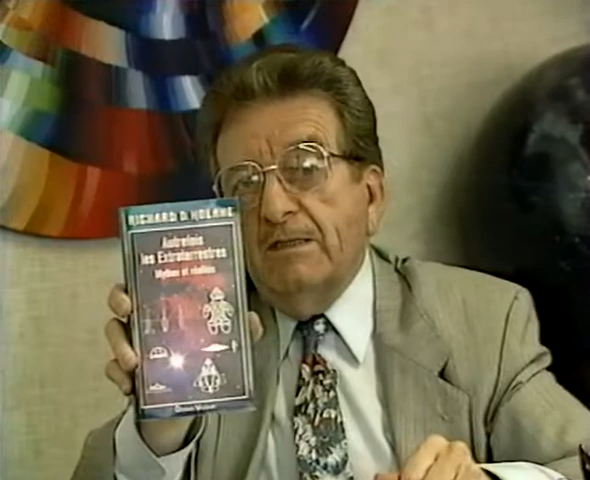 RICHARD D. NOLANE
Autrefois
les Extraterrestres
Mythes et réalités